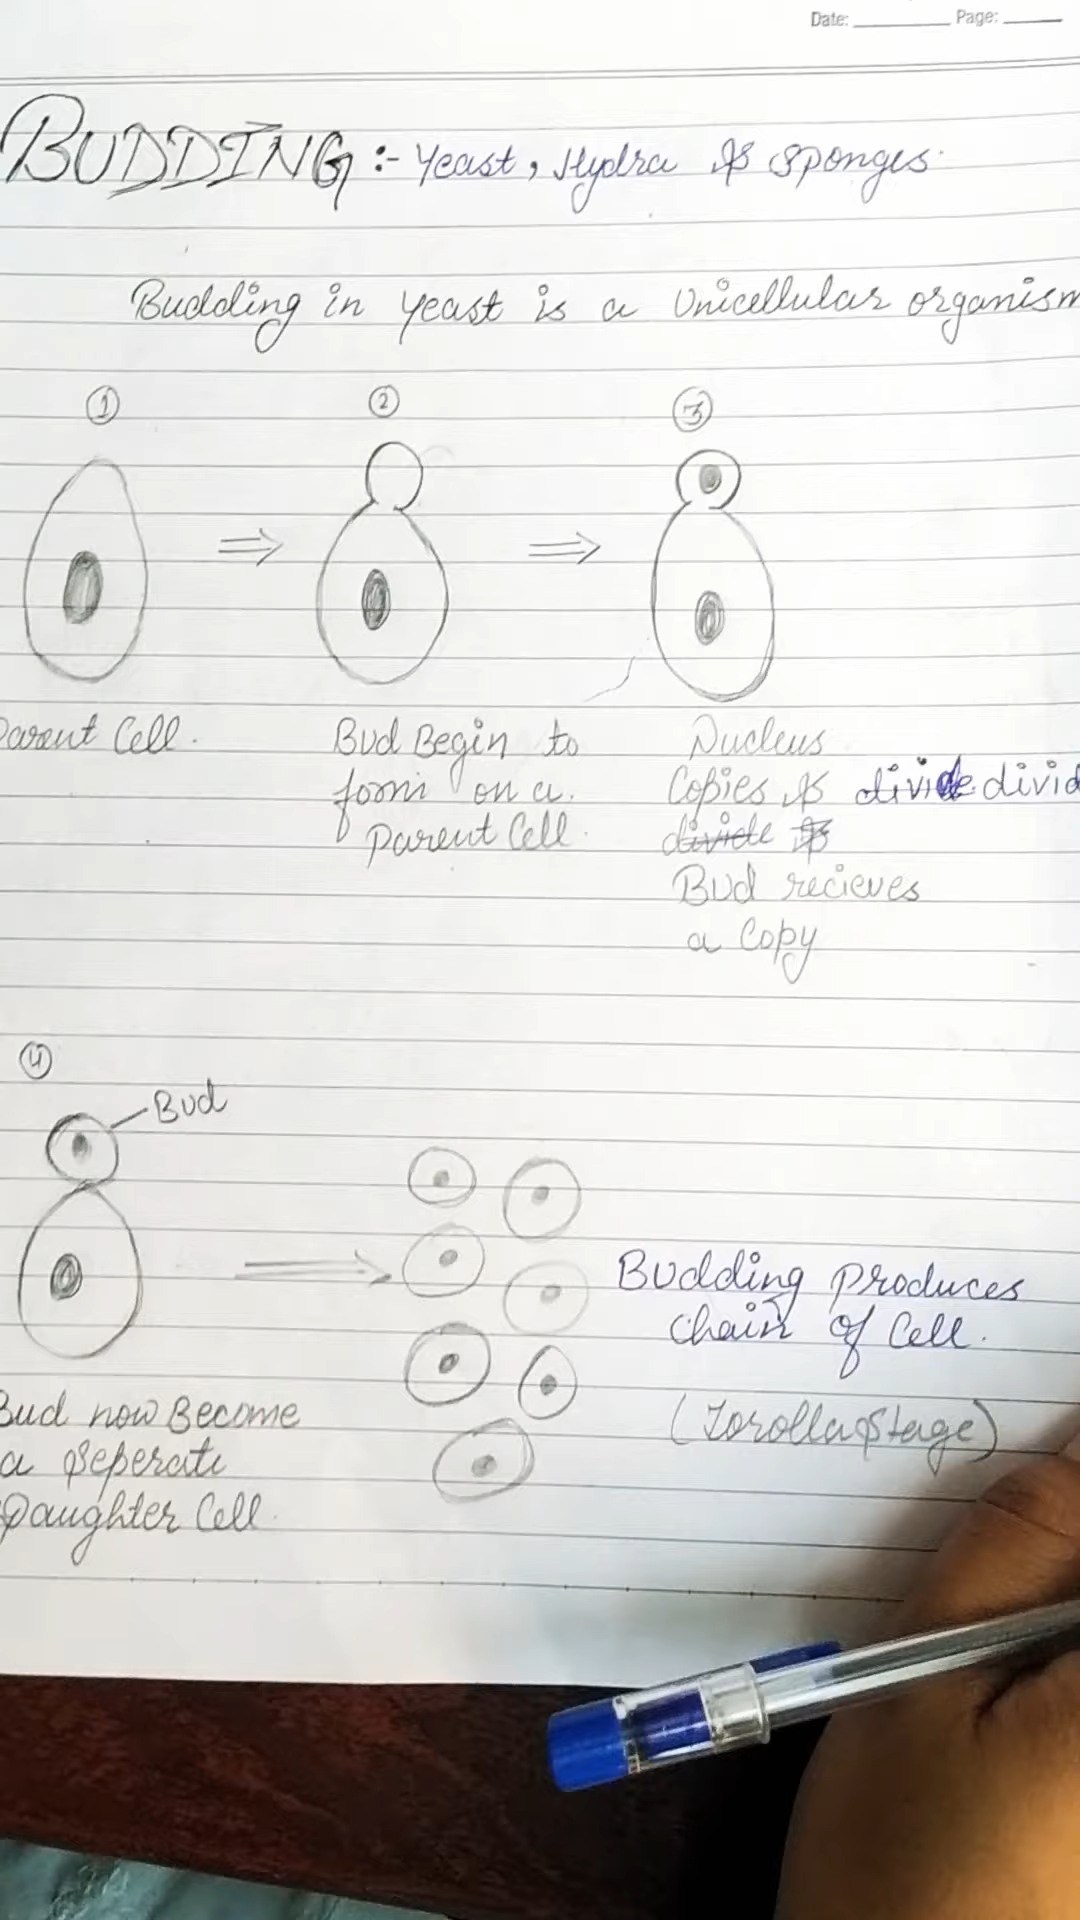 Date: Page:
BUDDING :- Yeast, Hydra & Sponges.
Budding in yeast is a Unicellular organism
① ② ③
Parent Cell.
Bud Begin to
form on a.
Parent Cell.
Nucleus
Copies & divide divid
divide &
Bud recieves
a Copy
④
Bud
Bud now Become
a Seperate
Daughter Cell.
Budding Produces
Chain of Cell.
(Torolla Stage)